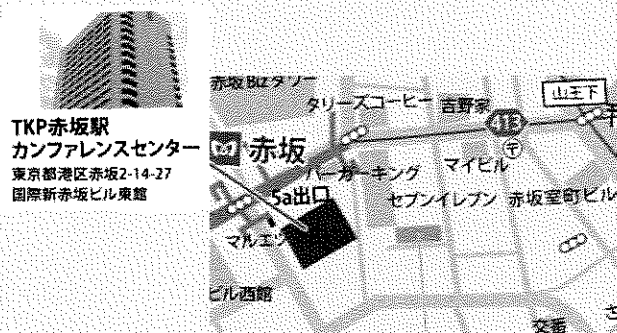 TKP赤坂駅
カンファレンスセンター
東京都港区赤坂2-14-27
国際新赤坂ビル東館
赤坂Bizタワー
タリーズコーヒー
吉野家
山王下
413
赤坂
バーガーキング
マイビル
5a出口
セブンイレブン
赤坂室町ビル
マルエツ
ビル西館
交番